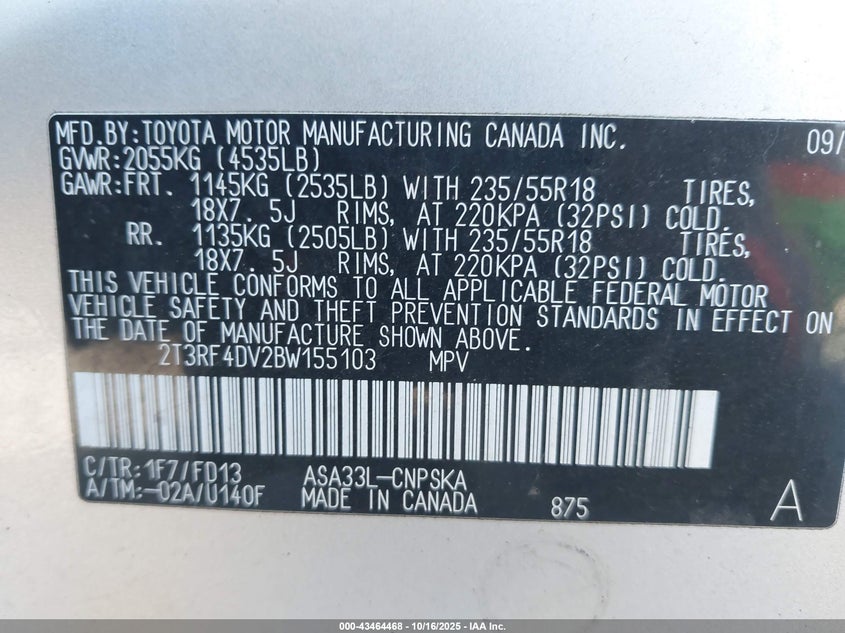 MFD.BY:TOYOTA MOTOR MANUFACTURING CANADA INC. 09/
GVWR:2055KG (4535LB)
GAWR:FRT. 1145KG (2535LB) WITH 235/55R18 TIRES,
18X7. 5J RIMS, AT 220KPA (32PSI) COLD.
RR. 1135KG (2505LB) WITH 235/55R18 TIRES,
18X7. 5J RIMS, AT 220KPA (32PSI) COLD.
THIS VEHICLE CONFORMS TO ALL APPLICABLE FEDERAL MOTOR
VEHICLE SAFETY AND THEFT PREVENTION STANDARDS IN EFFECT ON
THE DATE OF MANUFACTURE SHOWN ABOVE.
2T3RF4DV2BW155103 MPV
C/TR:1F7/FD13 ASA33L-CNPSKA
A/TM:-02A/U140F MADE IN CANADA 875 A
000-43464468 - 10/16/2025 - IAA Inc.